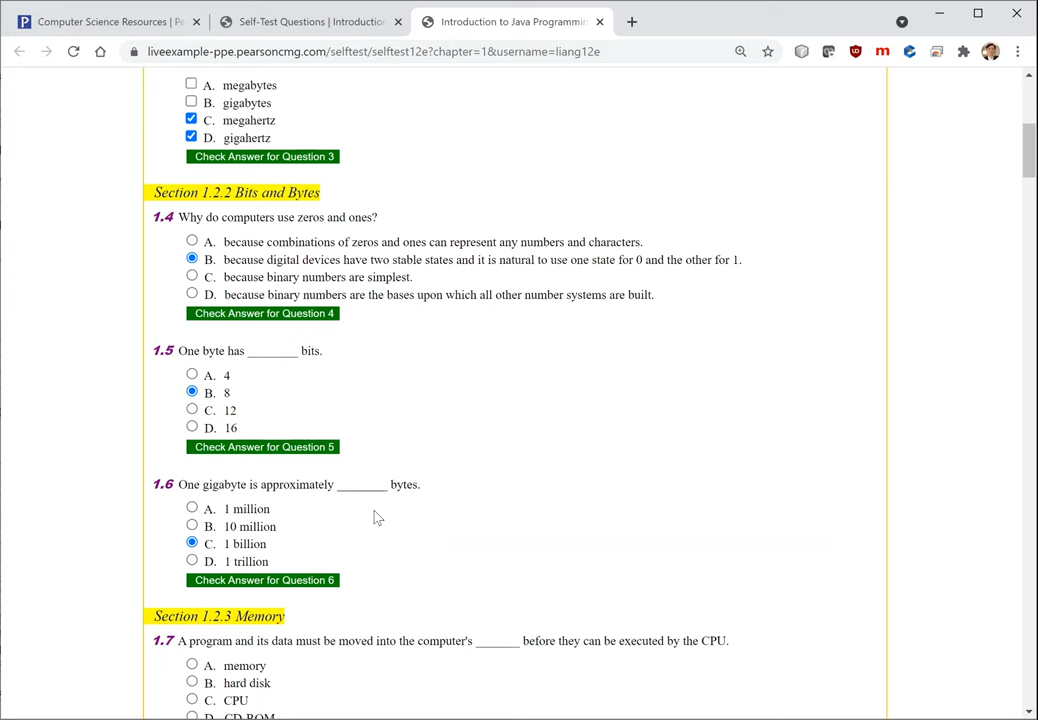 Computer Science Resources | Pe
Self-Test Questions | Introduction
Introduction to Java Programmin
liveexample-ppe.pearsoncmg.com/selftest/selftest12e?chapter=1&username=liang12e
A. megabytes
B. gigabytes
C. megahertz
D. gigahertz
Check Answer for Question 3
Section 1.2.2 Bits and Bytes
1.4 Why do computers use zeros and ones?
A. because combinations of zeros and ones can represent any numbers and characters.
B. because digital devices have two stable states and it is natural to use one state for 0 and the other for 1.
C. because binary numbers are simplest.
D. because binary numbers are the bases upon which all other number systems are built.
Check Answer for Question 4
1.5 One byte has ________ bits.
A. 4
B. 8
C. 12
D. 16
Check Answer for Question 5
1.6 One gigabyte is approximately ________ bytes.
A. 1 million
B. 10 million
C. 1 billion
D. 1 trillion
Check Answer for Question 6
Section 1.2.3 Memory
1.7 A program and its data must be moved into the computer's _______ before they can be executed by the CPU.
A. memory
B. hard disk
C. CPU
D. CD-ROM